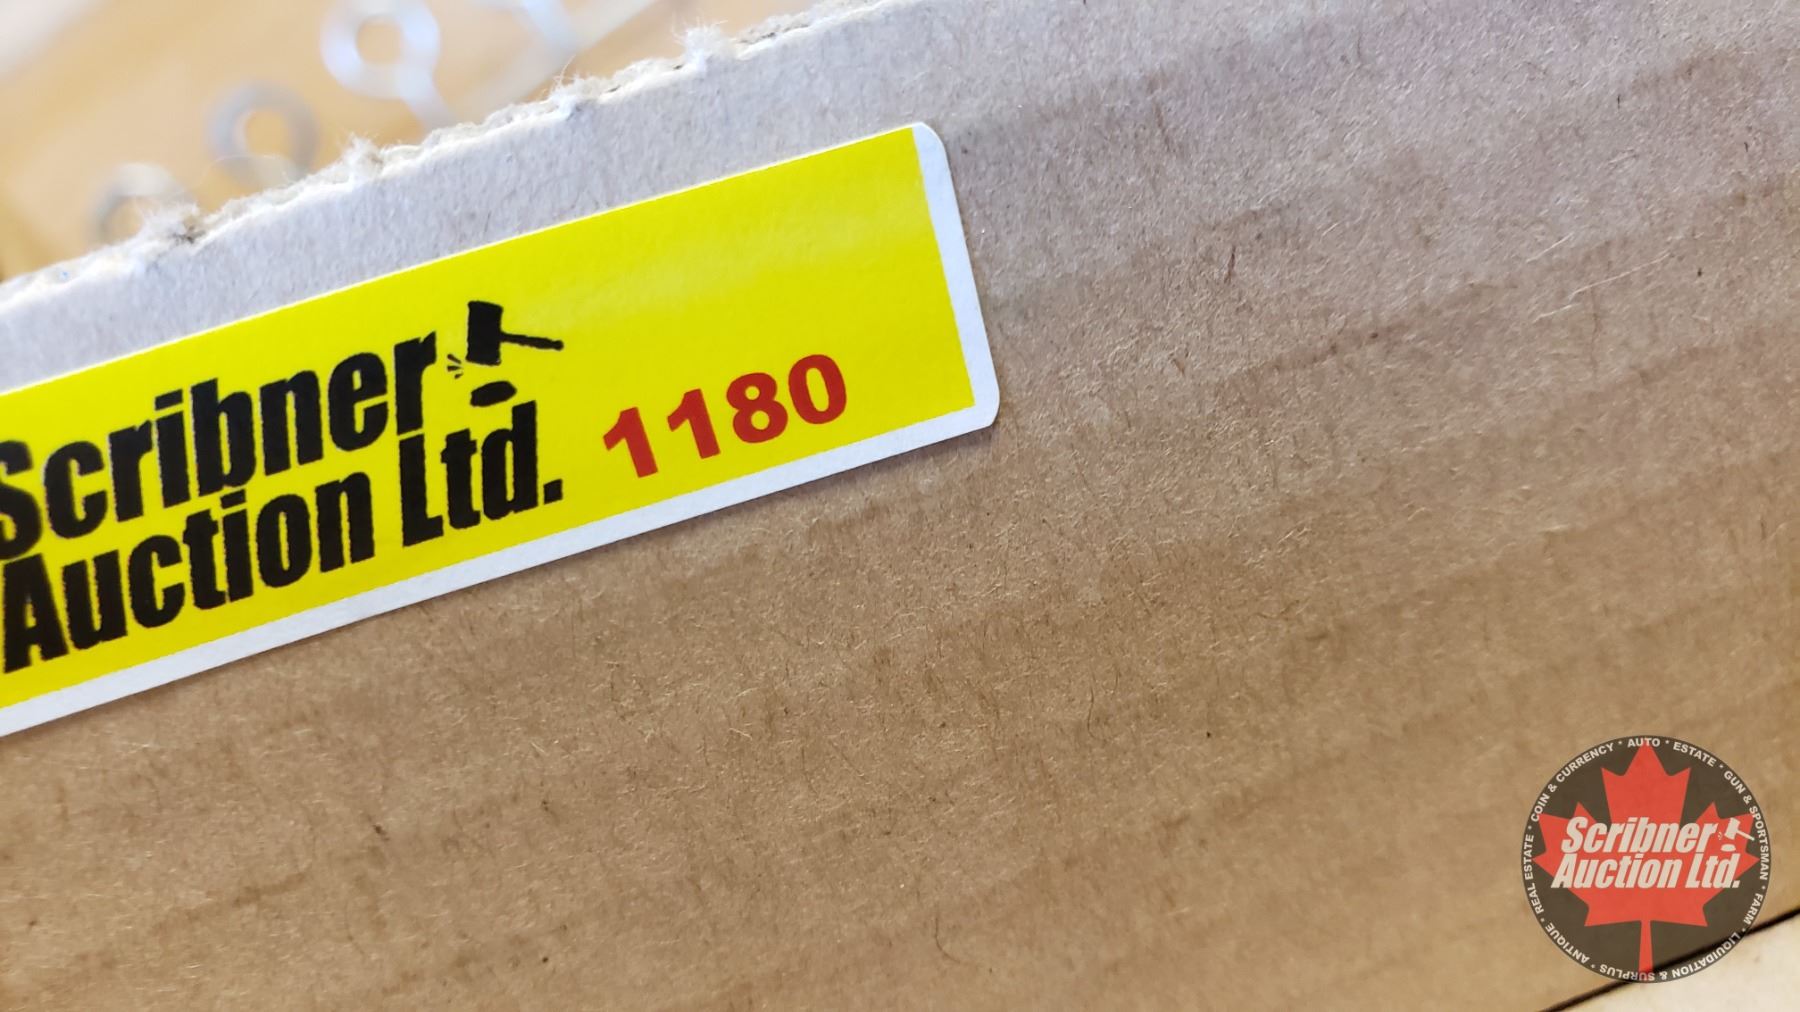 Scribner
Auction Ltd.
1180
COIN & CURRENCY * AUTO * ESTATE * GUN & SPORTSMAN * FARM * LIQUIDATION & SURPLUS * ANTIQUE * REAL ESTATE *
Scribner
Auction Ltd.